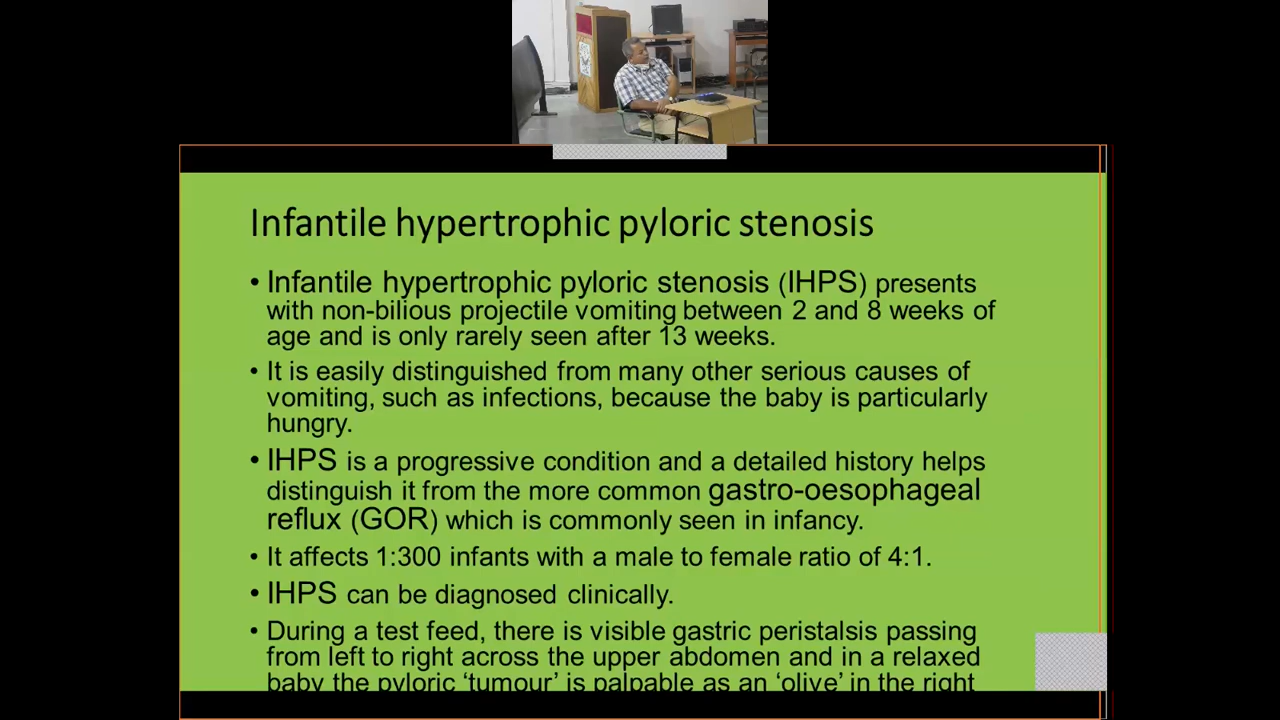 Infantile hypertrophic pyloric stenosis
• Infantile hypertrophic pyloric stenosis (IHPS) presents
with non-bilious projectile vomiting between 2 and 8 weeks of
age and is only rarely seen after 13 weeks.
• It is easily distinguished from many other serious causes of
vomiting, such as infections, because the baby is particularly
hungry.
• IHPS is a progressive condition and a detailed history helps
distinguish it from the more common gastro-oesophageal
reflux (GOR) which is commonly seen in infancy.
• It affects 1:300 infants with a male to female ratio of 4:1.
• IHPS can be diagnosed clinically.
• During a test feed, there is visible gastric peristalsis passing
from left to right across the upper abdomen and in a relaxed
baby the pyloric ‘tumour’ is palpable as an ‘olive’ in the right